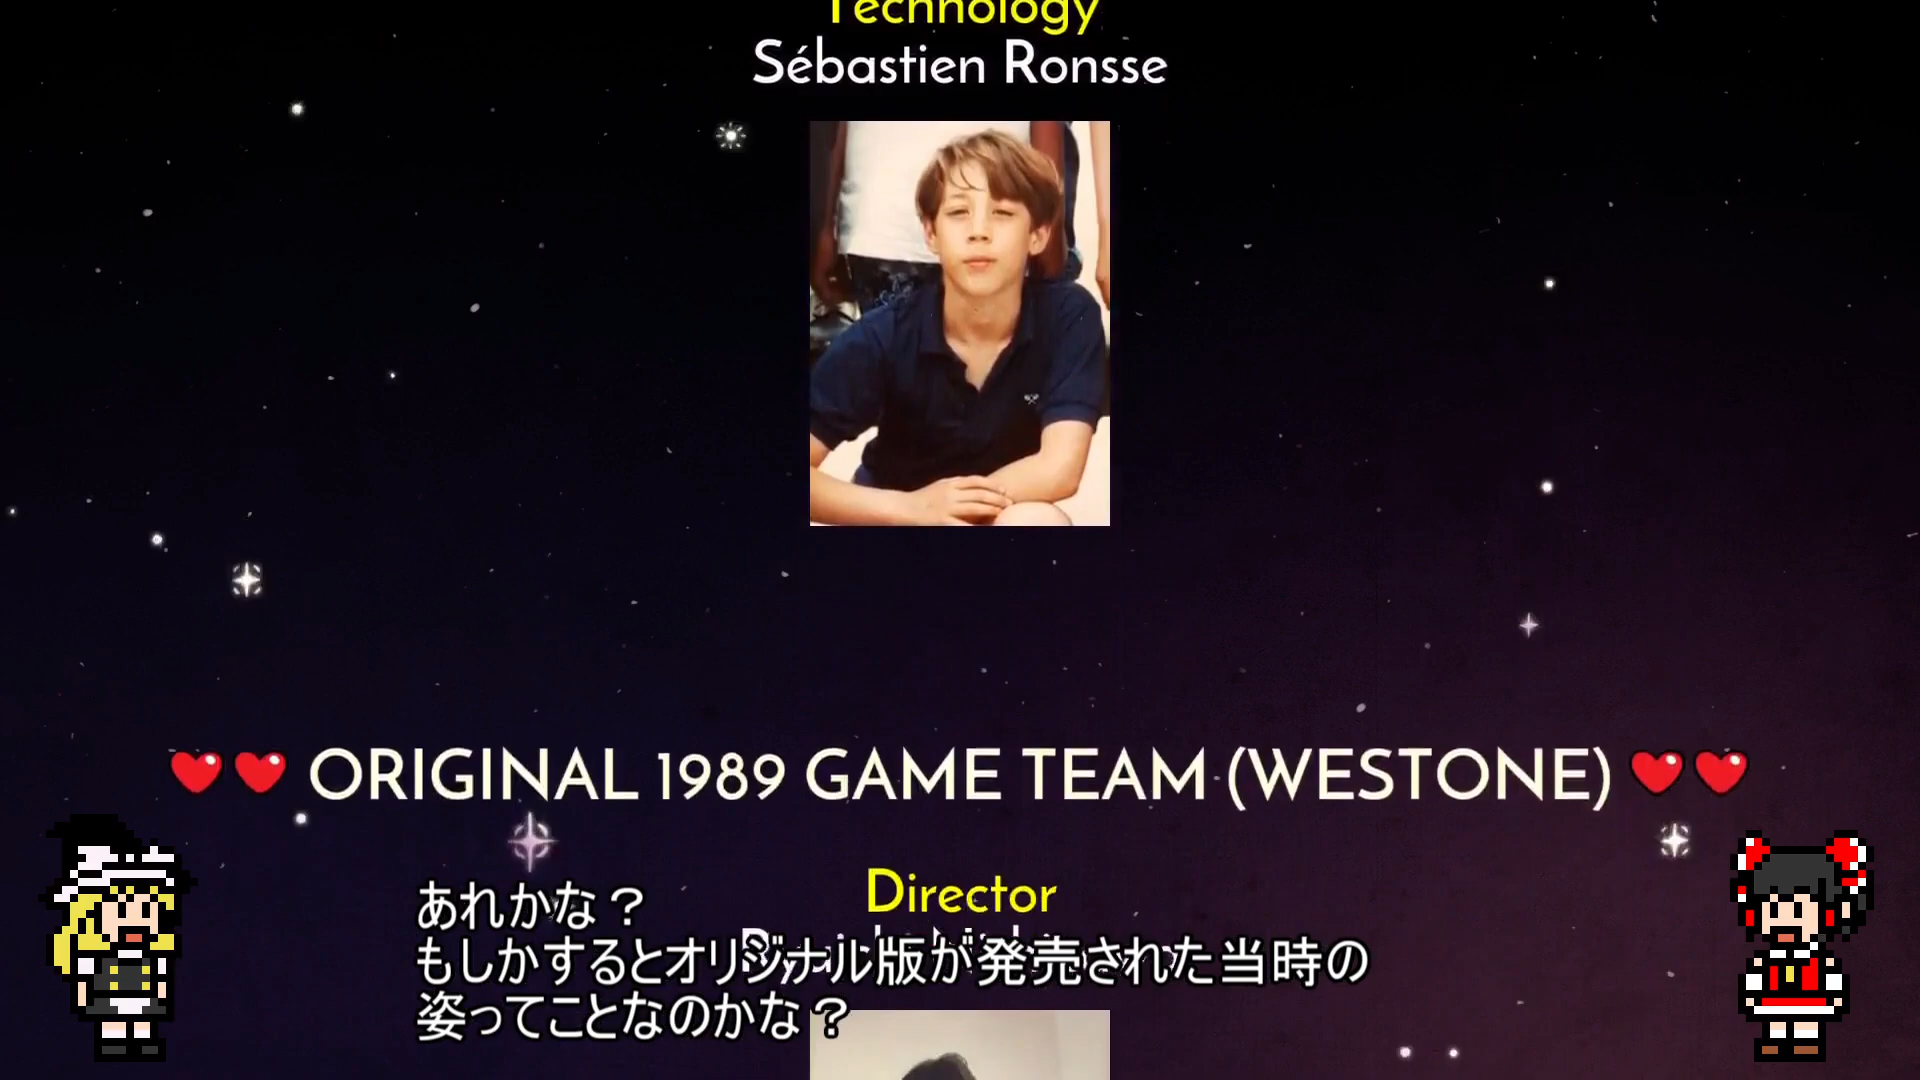 Technology
Sébastien Ronsse
ORIGINAL 1989 GAME TEAM (WESTONE)
Director
あれかな？
もしかするとオリジナル版が発売された当時の
姿ってことなのかな？